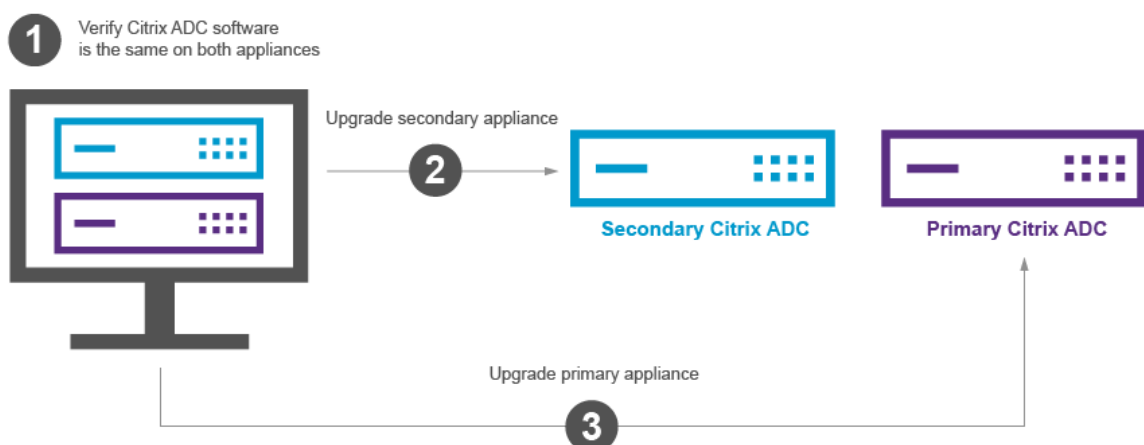 1
Verify Citrix ADC software
is the same on both appliances
Upgrade secondary appliance
2
Secondary Citrix ADC
Primary Citrix ADC
Upgrade primary appliance
3